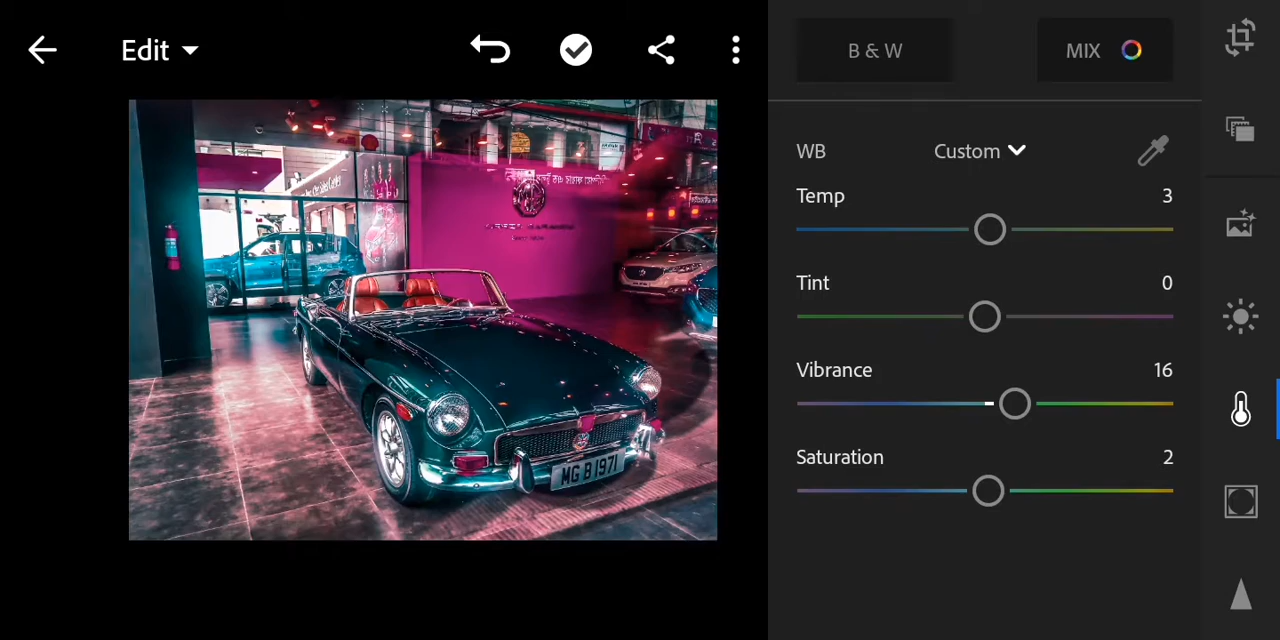 Edit
B & W
MIX
WB Custom
Temp 3
Tint 0
Vibrance 16
Saturation 2
MG B 1971